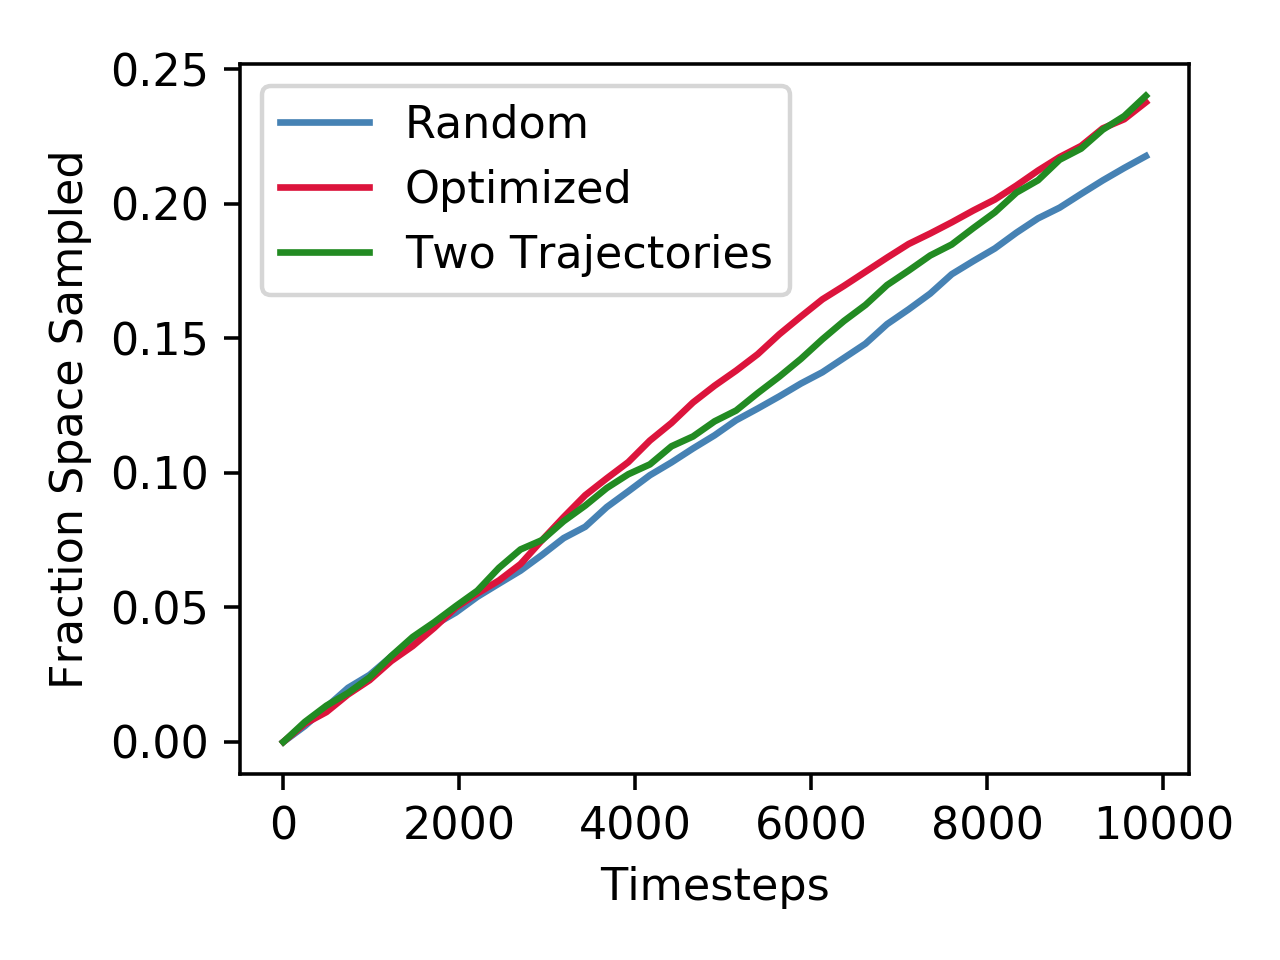 0.25
0.20
0.15
0.10
0.05
0.00
Fraction Space Sampled
Random
Optimized
Two Trajectories
0 2000 4000 6000 8000 10000
Timesteps